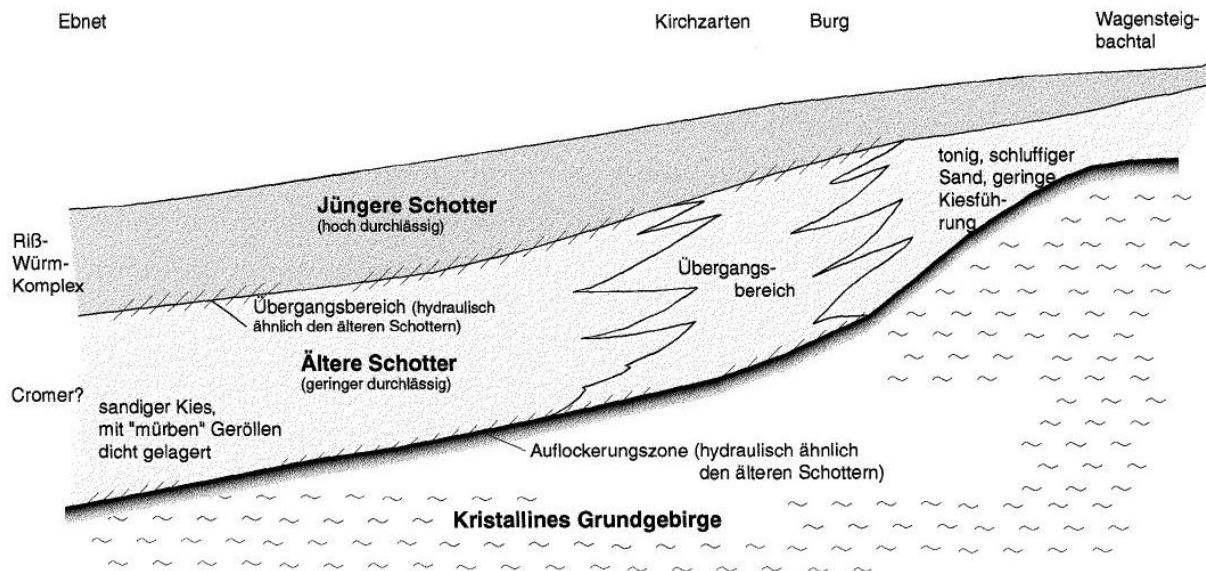 Ebnet
Kirchzarten
Burg
Wagensteig-
bachtal
tonig, schluffiger
Sand, geringe
Kiesfüh-
rung
Jüngere Schotter
(hoch durchlässig)
Riß-
Würm-
Komplex
Übergangs-
bereich
Übergangsbereich (hydraulisch
ähnlich den älteren Schottern)
Ältere Schotter
(geringer durchlässig)
Cromer?
sandiger Kies,
mit "mürben" Geröllen
dicht gelagert
Auflockerungszone (hydraulisch ähnlich
den älteren Schottern)
Kristallines Grundgebirge